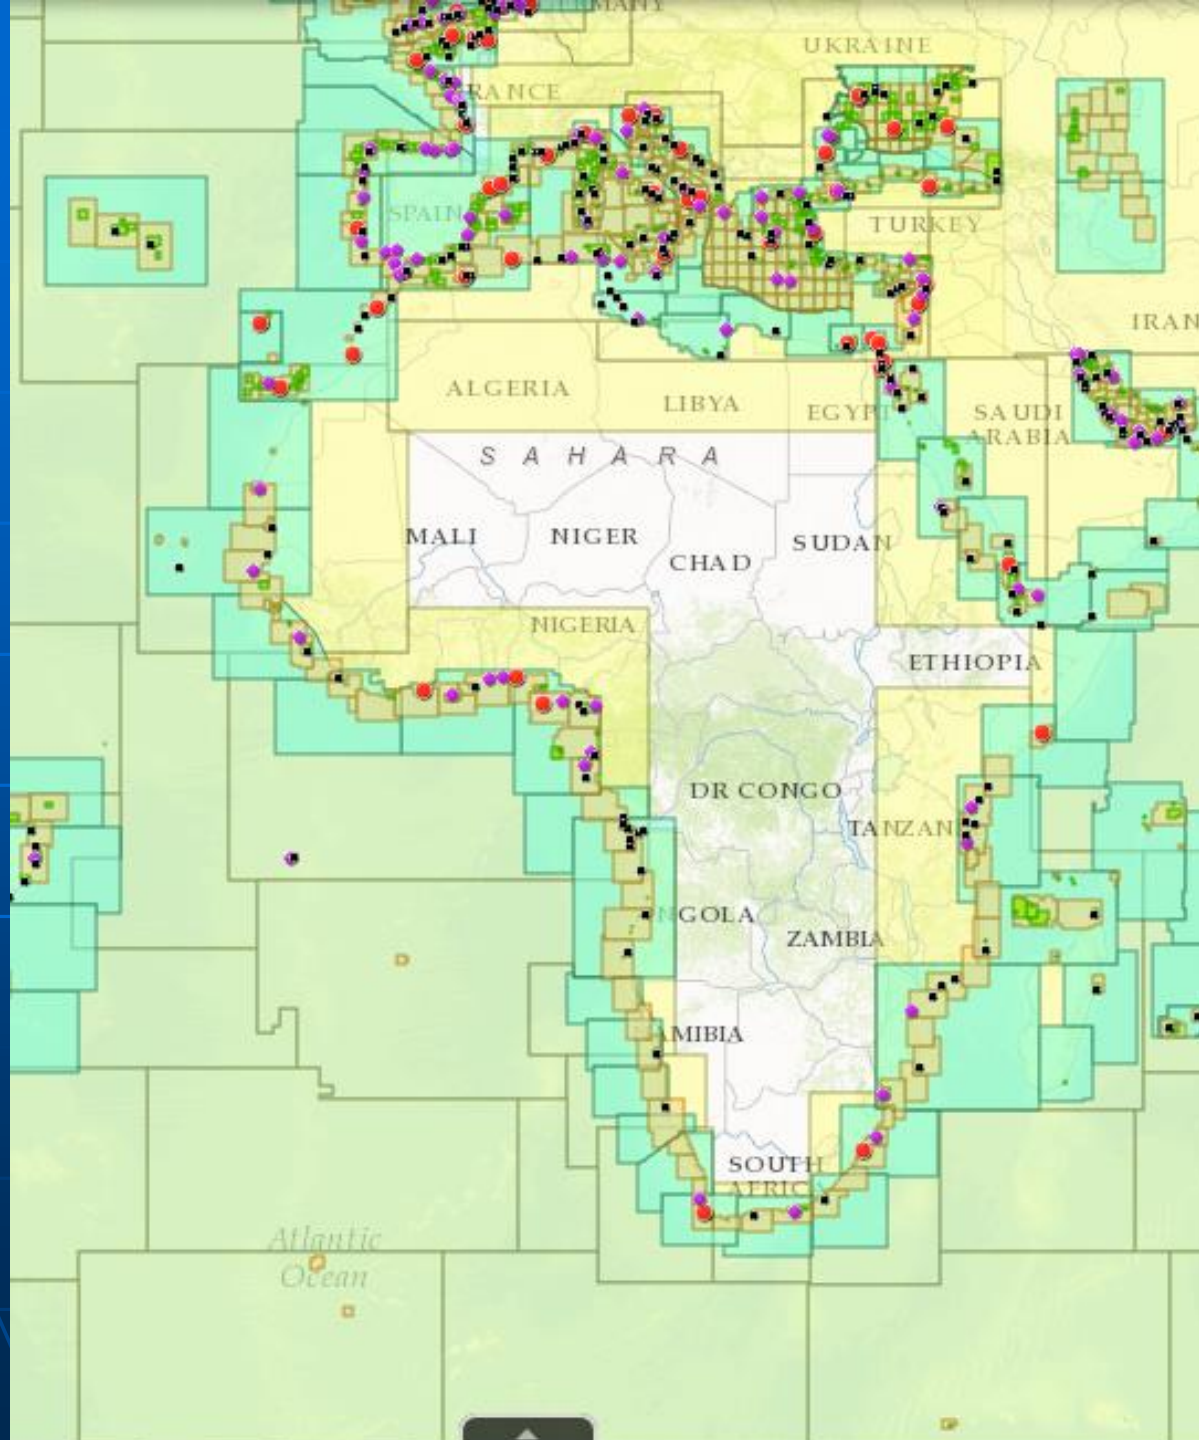 MANY
UKRAINE
RANCE
SPAIN
TURKEY
IRAN
ALGERIA
LIBYA
EGYPT
SAUDI
ARABIA
S A H A R A
MALI
NIGER
SUDAN
CHAD
NIGERIA
ETHIOPIA
DR CONGO
TANZAN
NGOLA
ZAMBIA
AMIBIA
SOUTH
AFRIC
Atlantic
Ocean